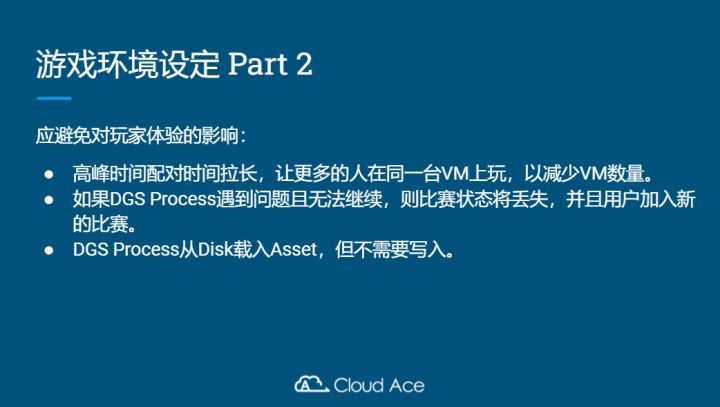 游戏环境设定 Part 2
应避免对玩家体验的影响：
● 高峰时间配对时间拉长，让更多的人在同一台VM上玩，以减少VM数量。
● 如果DGS Process遇到问题且无法继续，则比赛状态将丢失，并且用户加入新
的比赛。
● DGS Process从Disk载入Asset，但不需要写入。
Cloud Ace